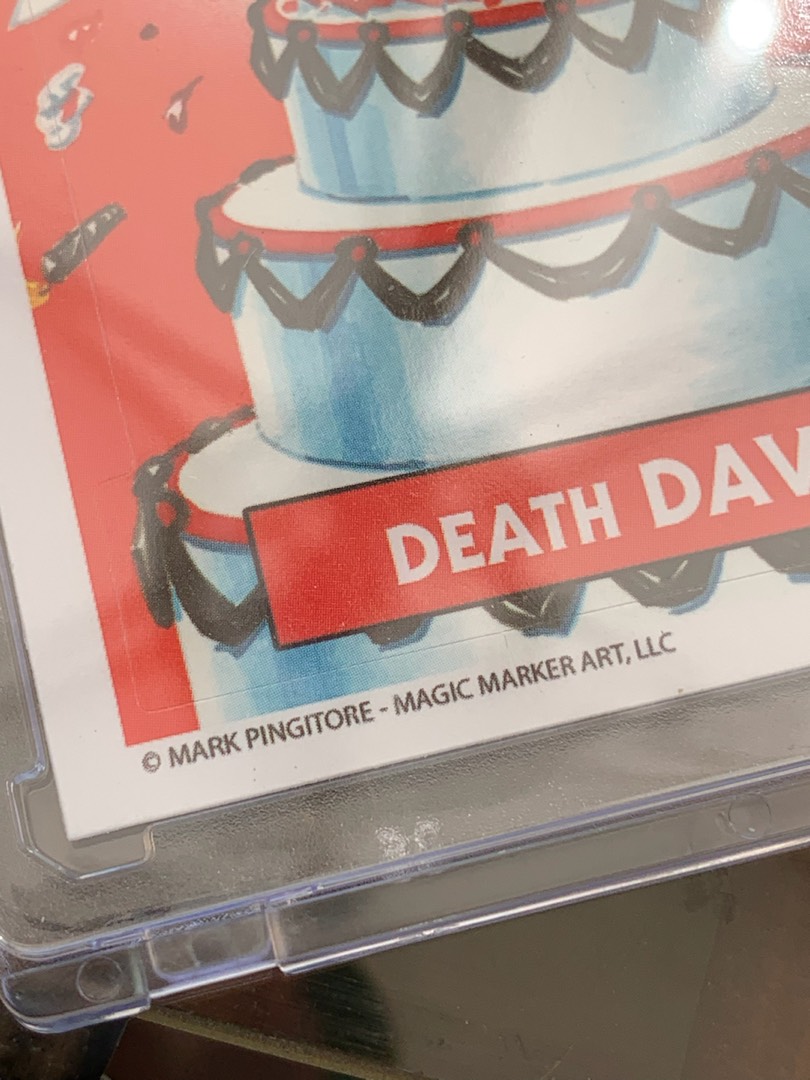 DEATH DAV
© MARK PINGITORE - MAGIC MARKER ART, LLC